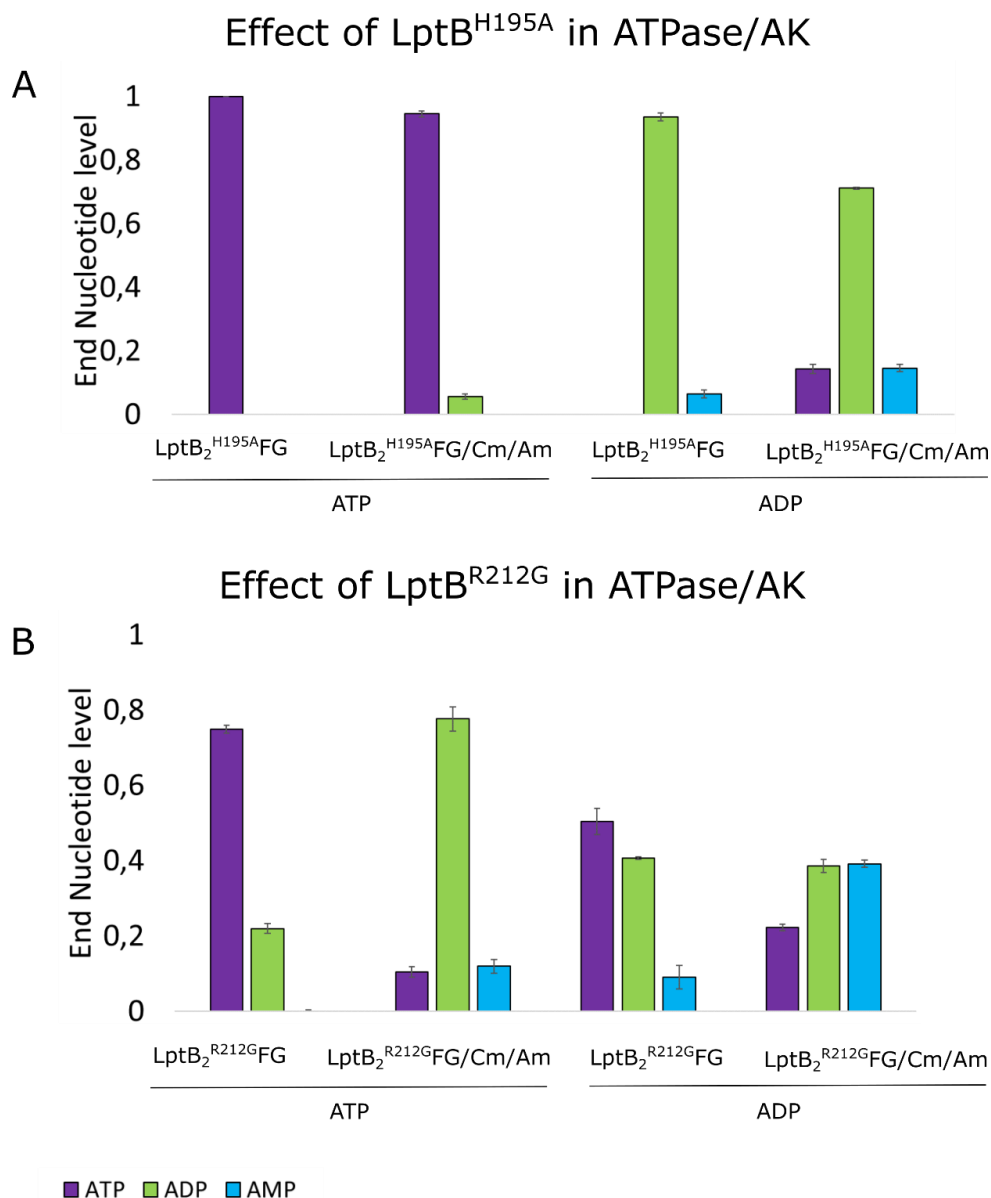 Effect of LptB^H195A in ATPase/AK
A
End Nucleotide level
1
0,8
0,6
0,4
0,2
0
LptB₂^H195AFG LptB₂^H195AFG/Cm/Am LptB₂^H195AFG LptB₂^H195AFG/Cm/Am
ATP ADP
Effect of LptB^R212G in ATPase/AK
B
End Nucleotide level
1
0,8
0,6
0,4
0,2
0
LptB₂^R212GFG LptB₂^R212GFG/Cm/Am LptB₂^R212GFG LptB₂^R212GFG/Cm/Am
ATP ADP
ATP ADP AMP